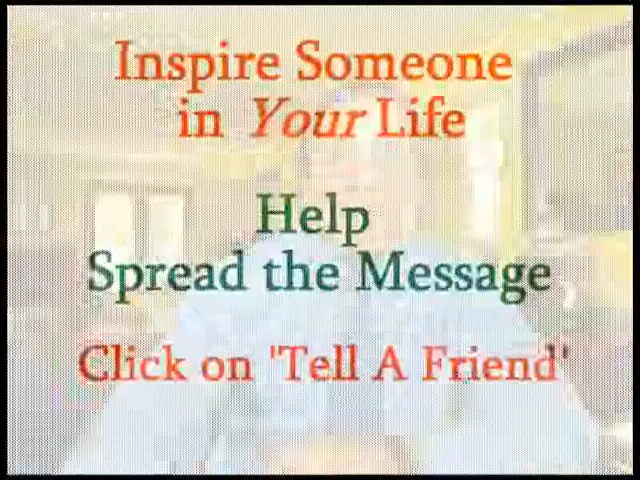 Inspire Someone
in Your Life
Help
Spread the Message
Click on 'Tell A Friend'